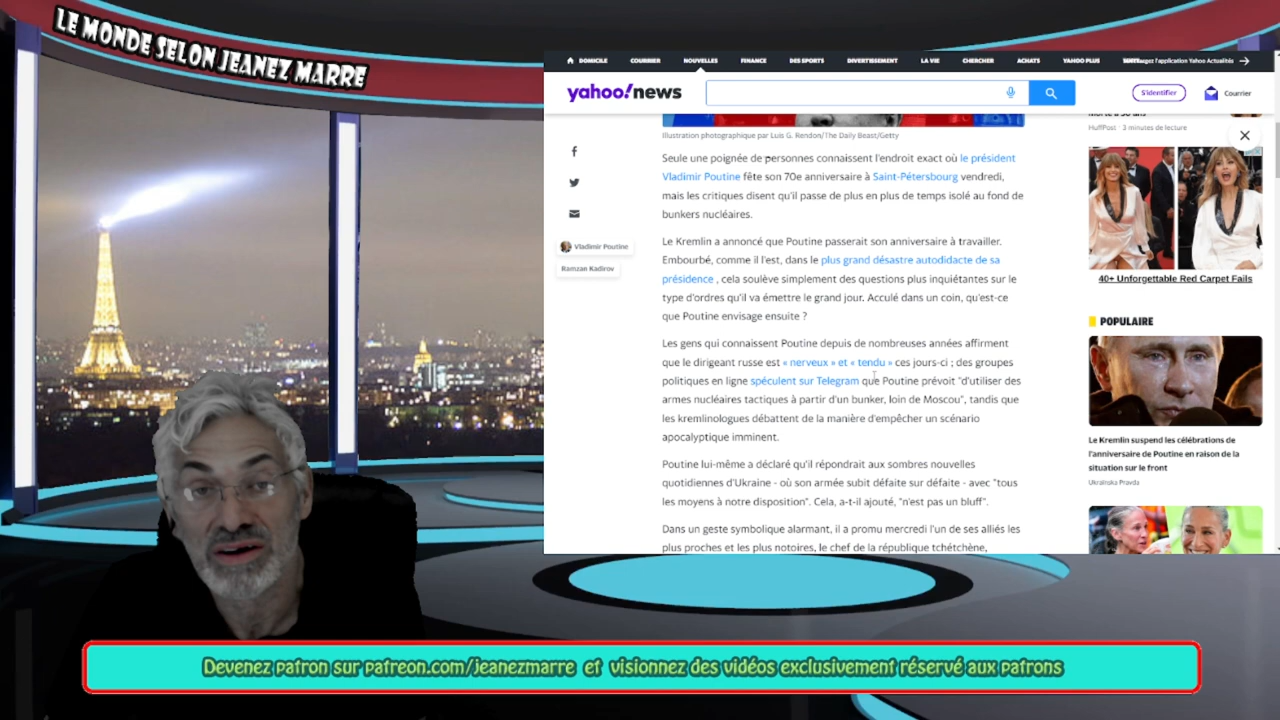 LE MONDE SELON JEANEZ MARRE
DOMICILE COURRIER NOUVELLES FINANCE DES SPORTS DIVERTISSEMENT LA VIE CHERCHER ACHATS YAHOO PLUS l'application Yahoo Actualités
yahoo!news
S'identifier Courrier
Illustration photographique par Luis G. Rendon/The Daily Beast/Getty
Seule une poignée de personnes connaissent l'endroit exact où le président
Vladimir Poutine fête son 70e anniversaire à Saint-Pétersbourg vendredi,
mais les critiques disent qu'il passe de plus en plus de temps isolé au fond de
bunkers nucléaires.
Vladimir Poutine
Ramzan Kadirov
Le Kremlin a annoncé que Poutine passerait son anniversaire à travailler.
Embourbé, comme il l'est, dans le plus grand désastre autodidacte de sa
présidence , cela soulève simplement des questions plus inquiétantes sur le
type d'ordres qu'il va émettre le grand jour. Acculé dans un coin, qu'est-ce
que Poutine envisage ensuite ?
Les gens qui connaissent Poutine depuis de nombreuses années affirment
que le dirigeant russe est « nerveux » et « tendu » ces jours-ci ; des groupes
politiques en ligne spéculent sur Telegram que Poutine prévoit "d'utiliser des
armes nucléaires tactiques à partir d'un bunker, loin de Moscou", tandis que
les kremlinologues débattent de la manière d'empêcher un scénario
apocalyptique imminent.
Poutine lui-même a déclaré qu'il répondrait aux sombres nouvelles
quotidiennes d'Ukraine - où son armée subit défaite sur défaite - avec "tous
les moyens à notre disposition". Cela, a-t-il ajouté, "n'est pas un bluff".
Dans un geste symbolique alarmant, il a promu mercredi l'un de ses alliés les
plus proches et les plus notoires, le chef de la république tchétchène,
HuffPost · 3 minutes de lecture
40+ Unforgettable Red Carpet Fails
POPULAIRE
Le Kremlin suspend les célébrations de
l'anniversaire de Poutine en raison de la
situation sur le front
Ukrainska Pravda
Devenez patron sur patreon.com/jeanezmarre et visionnez des vidéos exclusivement réservé aux patrons